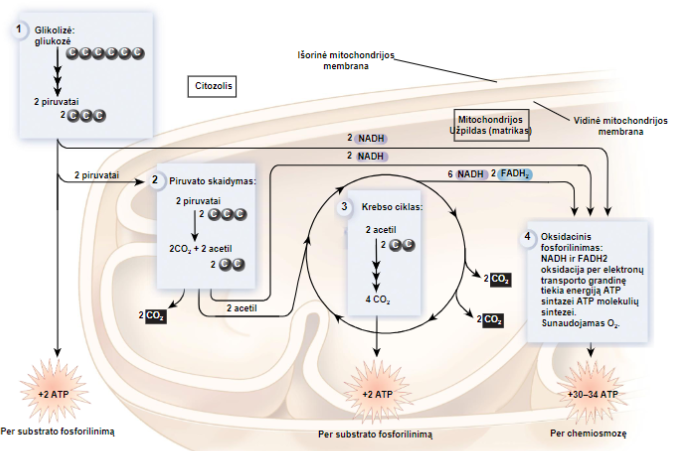 1
Glikolizė:
gliukozė
C C C C C C
2 piruvatai
2 C C C
Išorinė mitochondrijos
membrana
Citozolis
Mitochondrijos
Užpildas (matrikas)
Vidinė mitochondrijos
membrana
2 NADH
2 NADH
6 NADH 2 FADH₂
2 piruvatai
2
Piruvato skaidymas:
2 piruvatai
2 C C C
2CO₂ + 2 acetil
2 C C
2 CO₂
2 acetil
3
Krebso ciklas:
2 acetil
2 C C
4 CO₂
2 CO₂
2 CO₂
4
Oksidacinis
fosforilinimas:
NADH ir FADH2
oksidacija per elektronų
transporto grandinę
tiekia energiją ATP
sintazei ATP molekulių
sintezei.
Sunaudojamas O₂.
+2 ATP
+2 ATP
+30–34 ATP
Per substrato fosforilinimą
Per substrato fosforilinimą
Per chemiosmozę